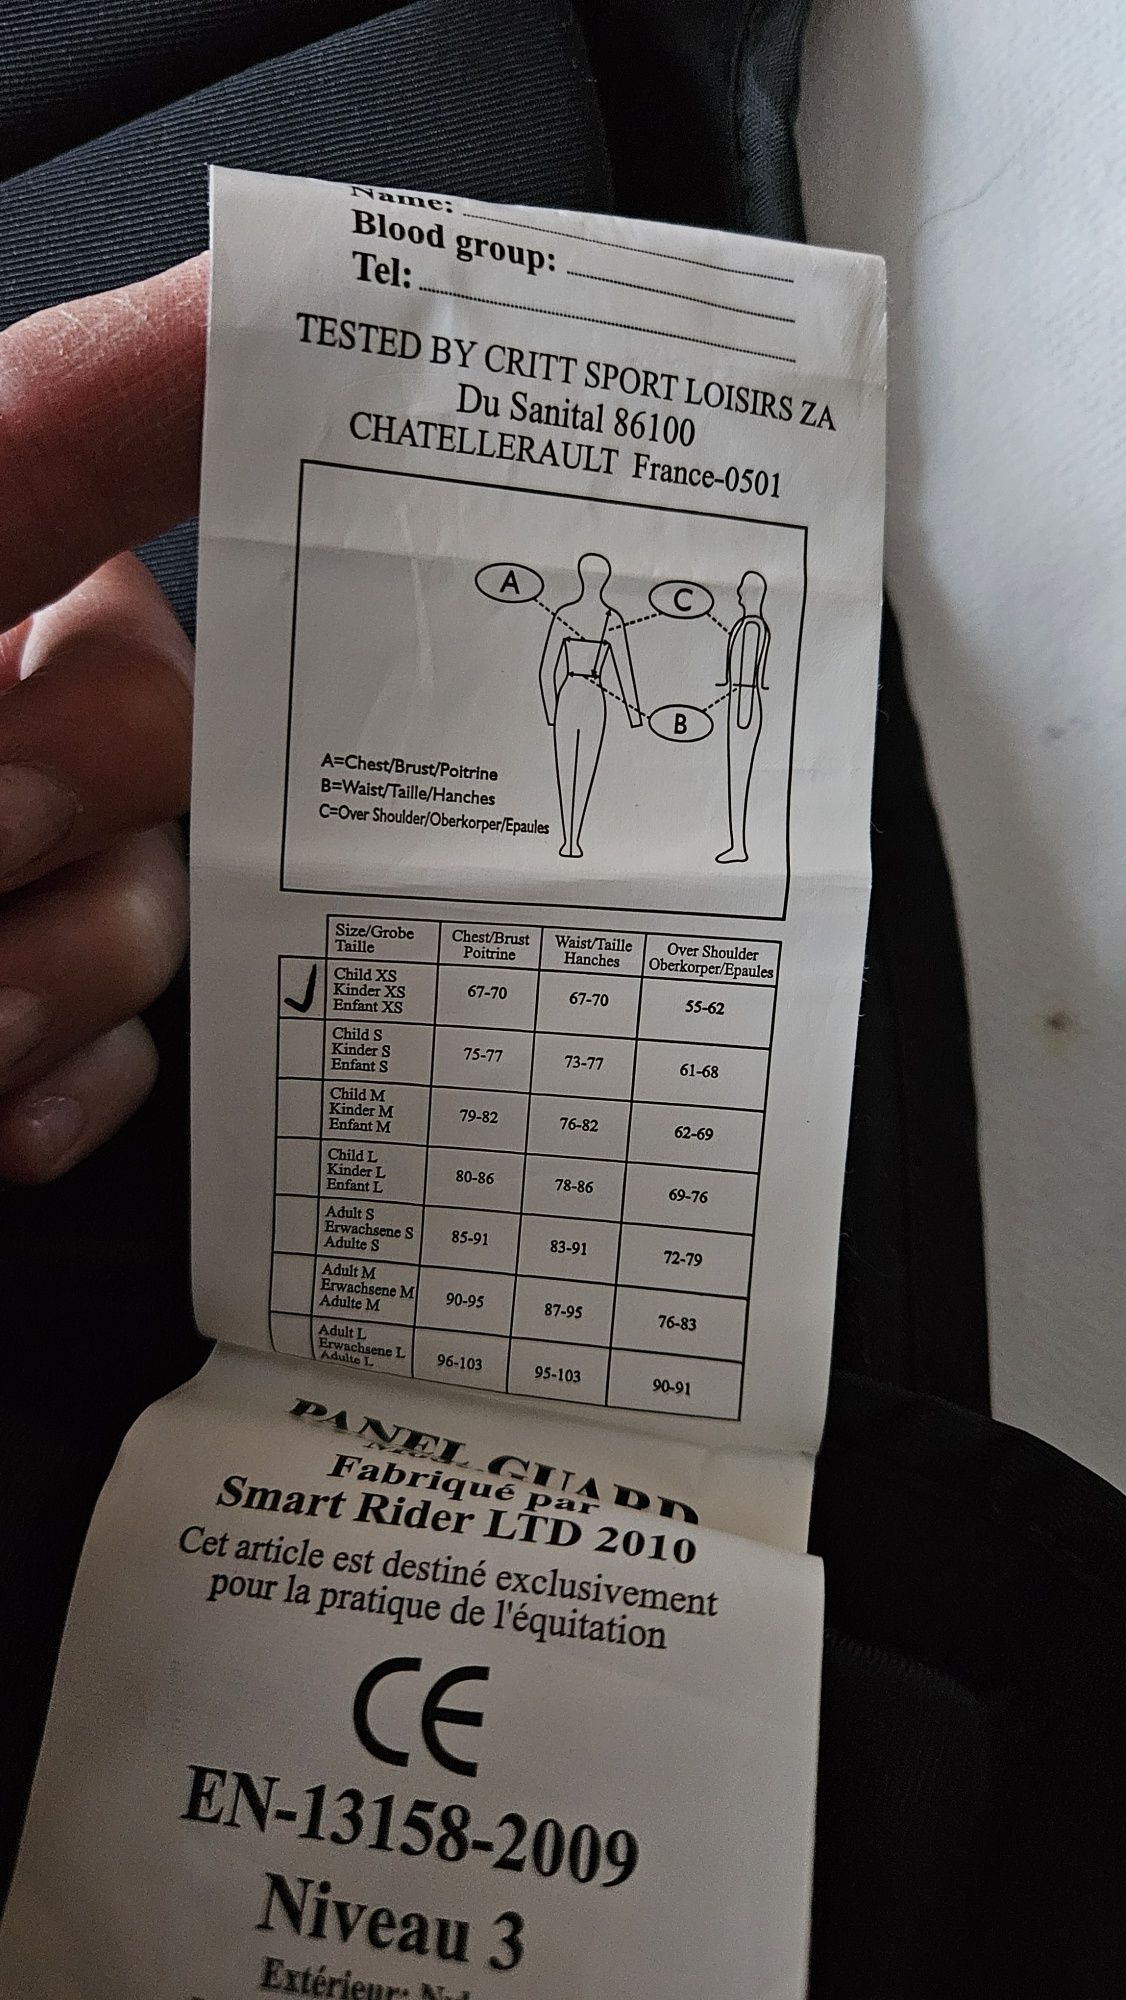 Name:
Blood group:
Tel:
TESTED BY CRITT SPORT LOISIRS ZA
Du Sanital 86100
CHATELLERAULT France-0501
A
C
B
A=Chest/Brust/Poitrine
B=Waist/Taille/Hanches
C=Over Shoulder/Oberkorper/Epaules
Size/Grobe Taille Chest/Brust Poitrine Waist/Taille Hanches Over Shoulder Oberkorper/Epaules
Child XS
Kinder XS 67-70 67-70 55-62
Enfant XS
Child S
Kinder S 75-77 73-77 61-68
Enfant S
Child M
Kinder M 79-82 76-82 62-69
Enfant M
Child L
Kinder L 80-86 78-86 69-76
Enfant L
Adult S
Erwachsene S 85-91 83-91 72-79
Adulte S
Adult M
Erwachsene M 90-95 87-95 76-83
Adulte M
Adult L
Erwachsene L 96-103 95-103 90-91
Adulte L
PANEL GUARD
Fabriqué par
Smart Rider LTD 2010
Cet article est destiné exclusivement
pour la pratique de l'équitation
CE
EN-13158-2009
Niveau 3
Extérieur: